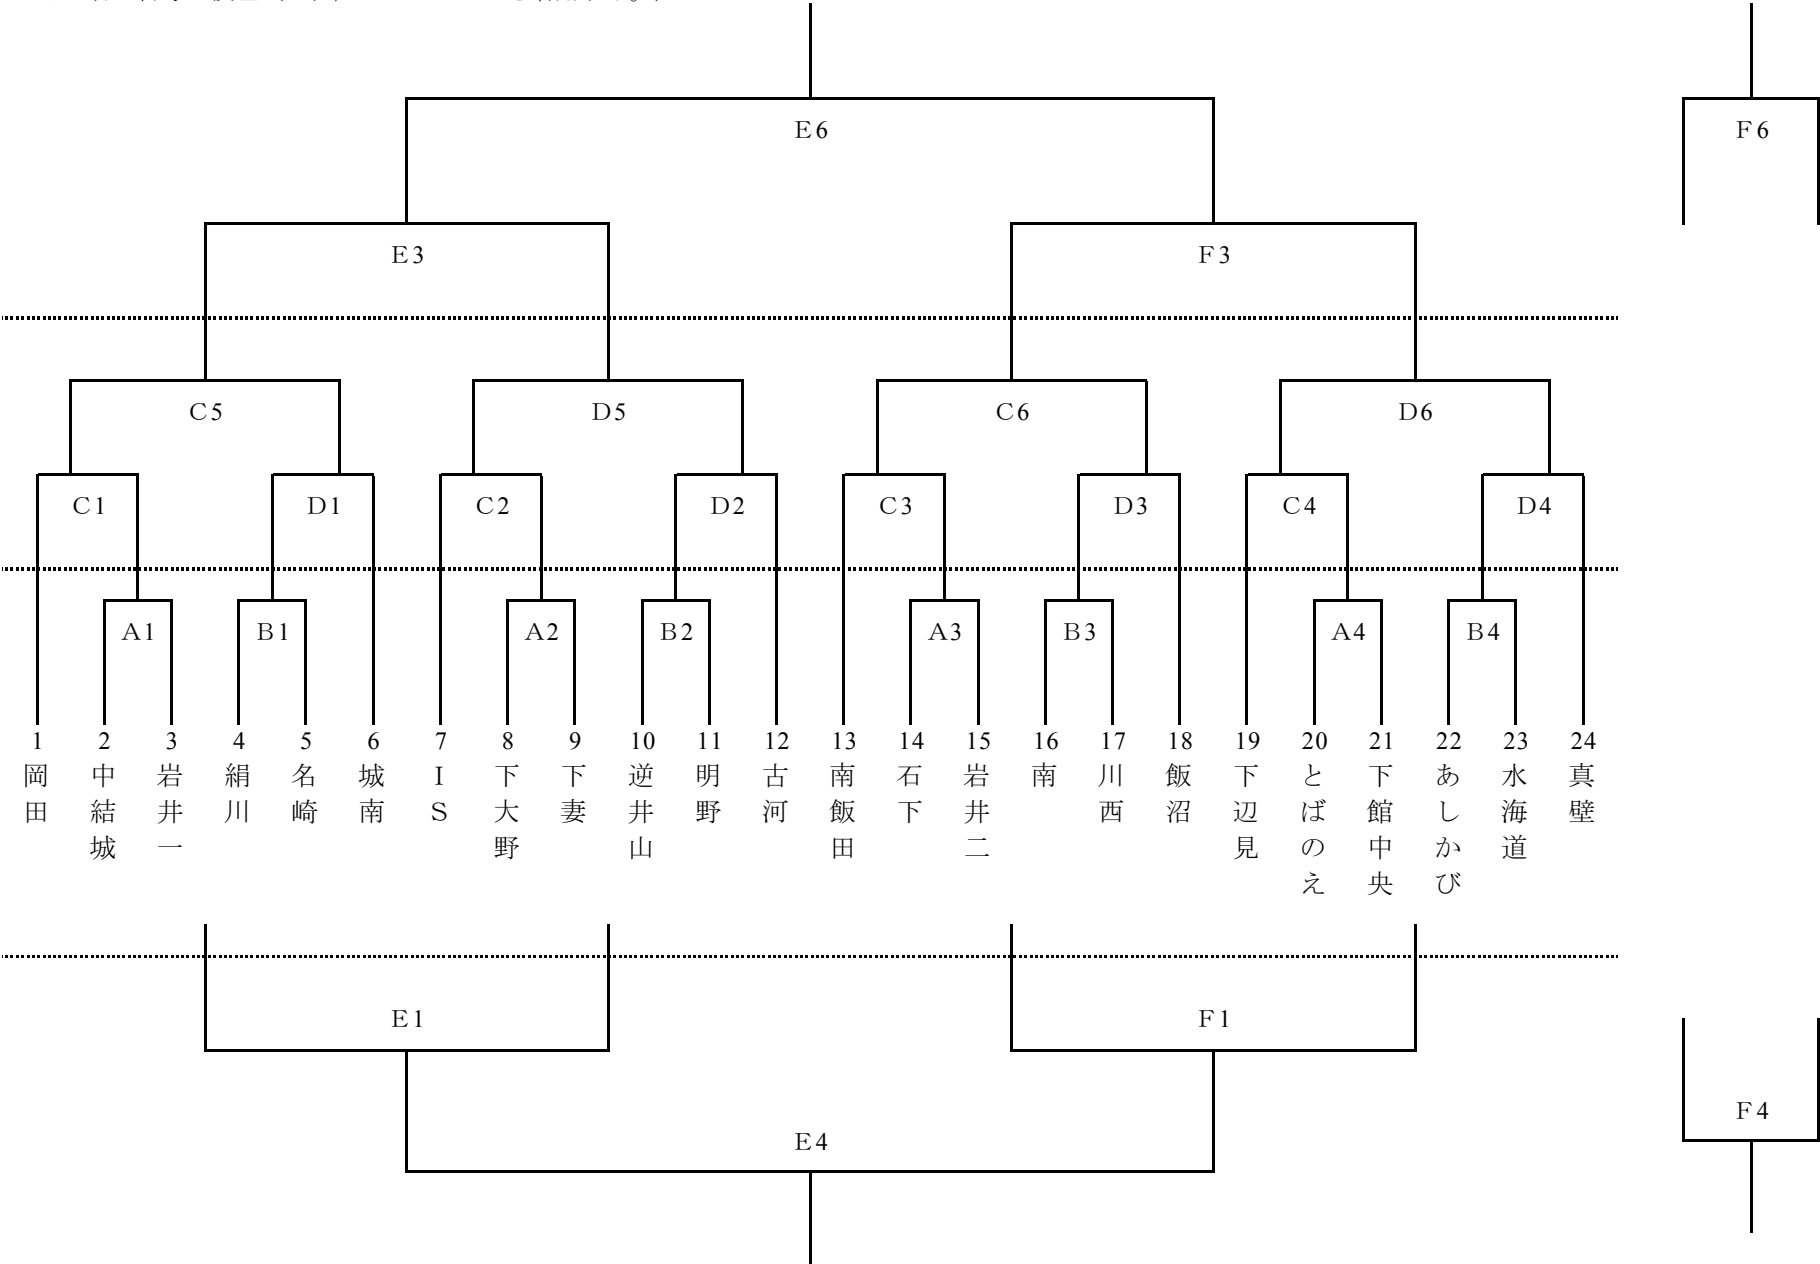 E6
F6
E3
F3
C5
D5
C6
D6
C1
D1
C2
D2
C3
D3
C4
D4
A1
B1
A2
B2
A3
B3
A4
B4
1 岡田
2 中結城
3 岩井一
4 絹川
5 名崎
6 城南
7 IS
8 下大野
9 下妻
10 逆井山
11 明野
12 古河
13 南飯田
14 石下
15 岩井二
16 南
17 川西
18 飯沼
19 下辺見
20 とばのえ
21 下館中央
22 あしかび
23 水海道
24 真壁
E1
F1
F4
E4